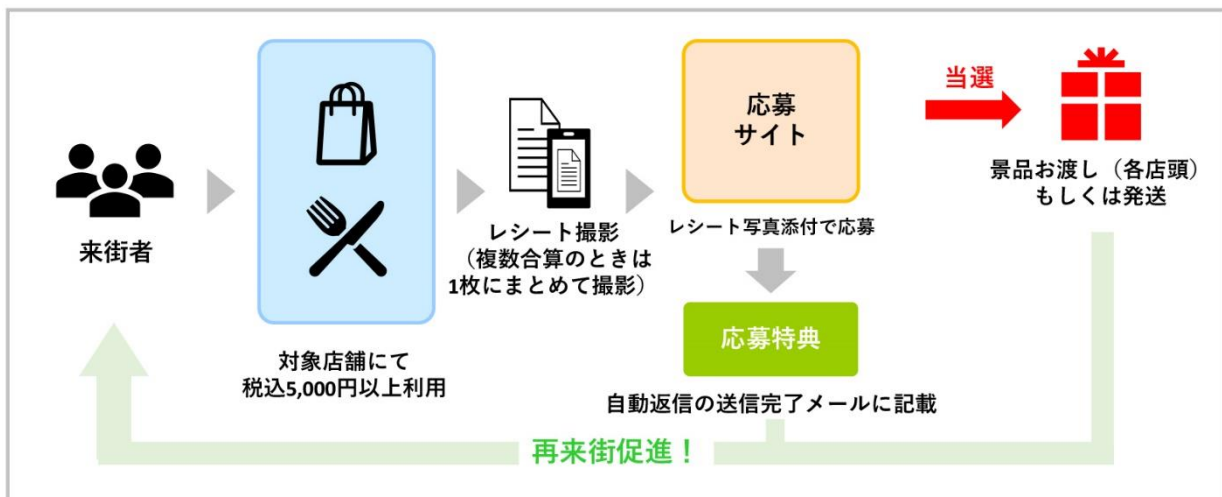 来街者
対象店舗にて
税込5,000円以上利用
レシート撮影
（複数合算のときは
1枚にまとめて撮影）
応募
サイト
レシート写真添付で応募
応募特典
自動返信の送信完了メールに記載
当選
景品お渡し（各店頭）
もしくは発送
再来街促進！